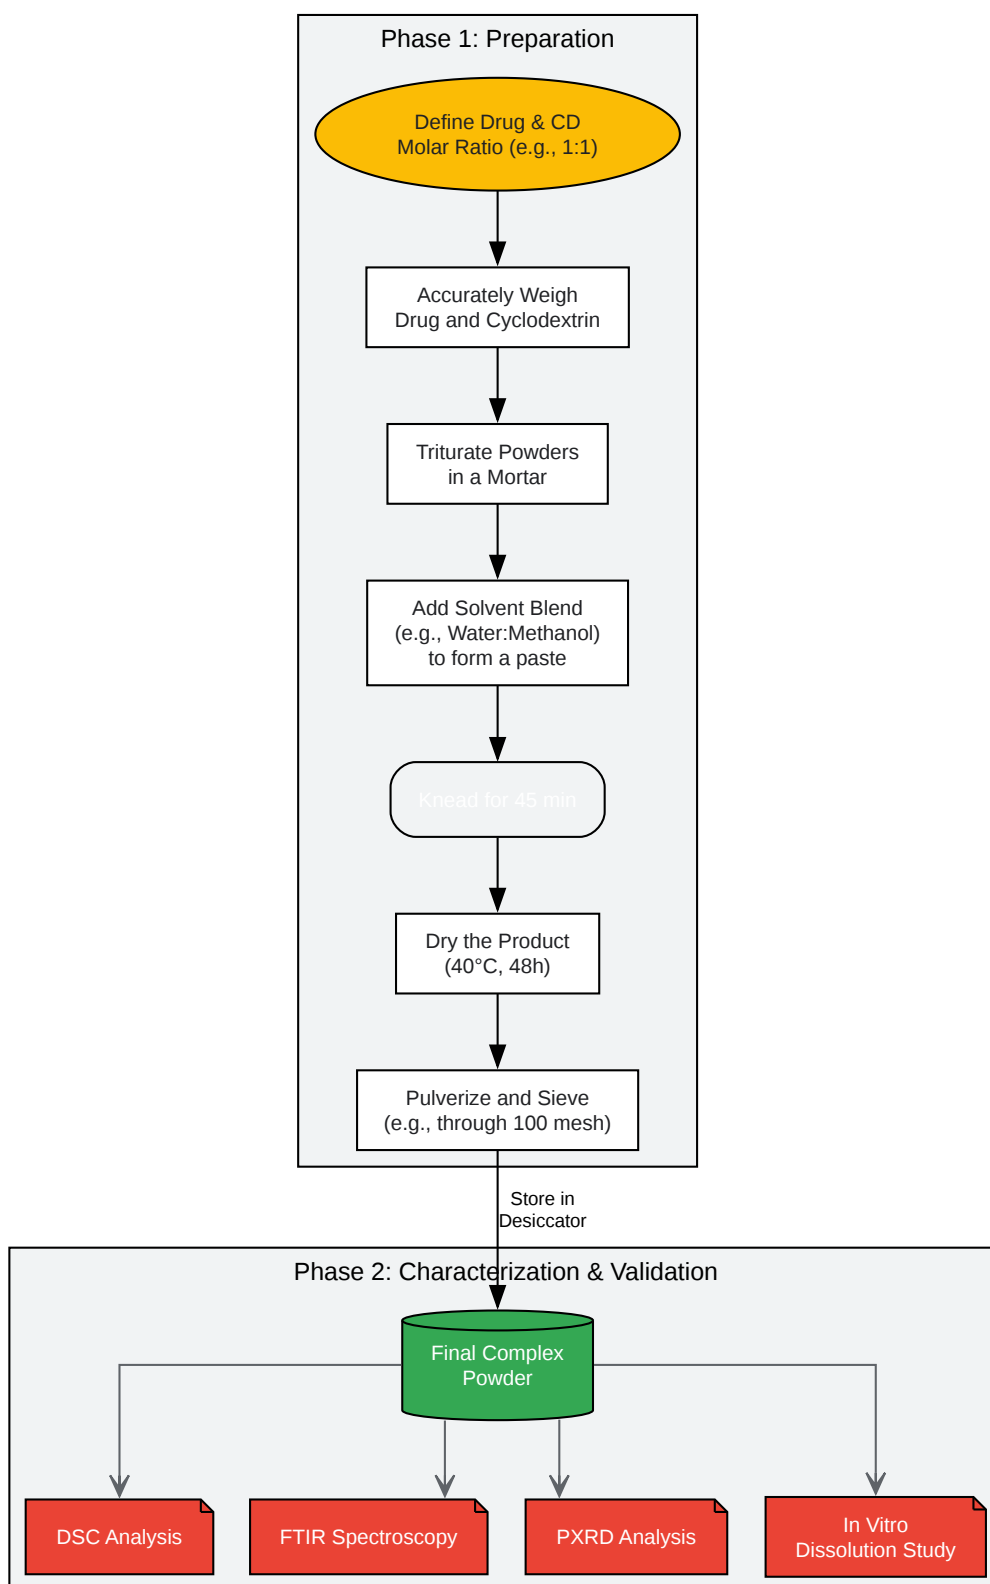 Phase 1: Preparation
Define Drug & CD
Molar Ratio (e.g., 1:1)
Accurately Weigh
Drug and Cyclodextrin
Triturate Powders
in a Mortar
Add Solvent Blend
(e.g., Water:Methanol)
to form a paste
Knead for 45 min
Dry the Product
(40°C, 48h)
Pulverize and Sieve
(e.g., through 100 mesh)
Store in
Desiccator
Phase 2: Characterization & Validation
Final Complex
Powder
DSC Analysis
FTIR Spectroscopy
PXRD Analysis
In Vitro
Dissolution Study